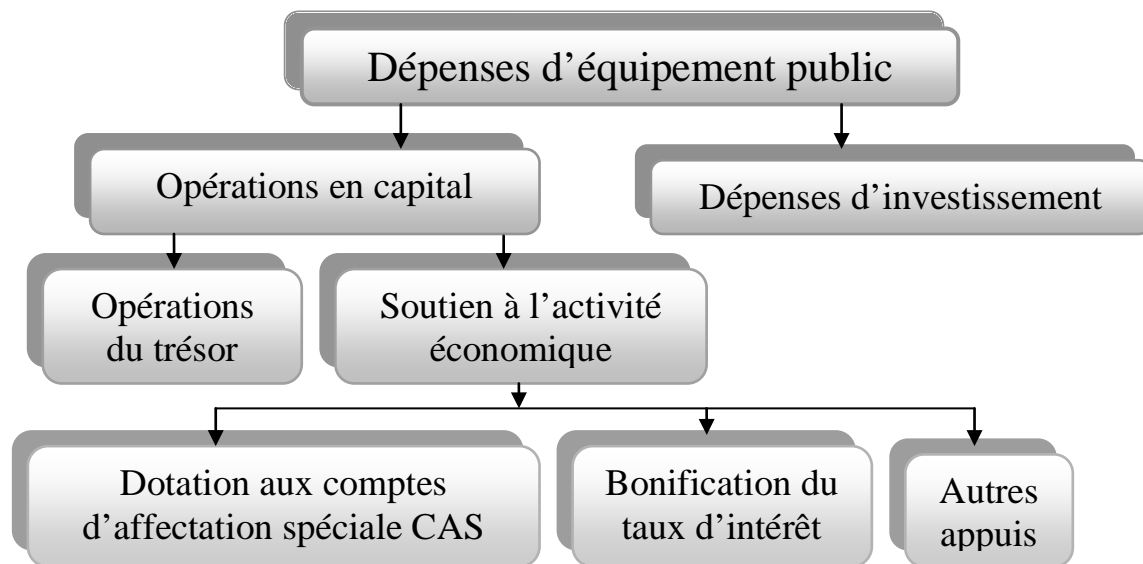 Dépenses d’équipement public
Opérations en capital
Dépenses d’investissement
Opérations
du trésor
Soutien à l’activité
économique
Dotation aux comptes
d’affectation spéciale CAS
Bonification du
taux d’intérêt
Autres
appuis